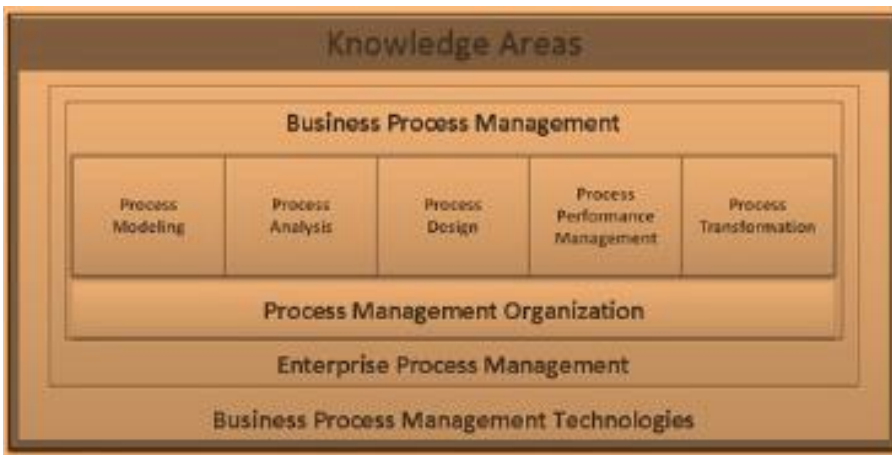 Knowledge Areas
Business Process Management
Process
Modeling
Process
Analysis
Process
Design
Process
Performance
Management
Process
Transformation
Process Management Organization
Enterprise Process Management
Business Process Management Technologies